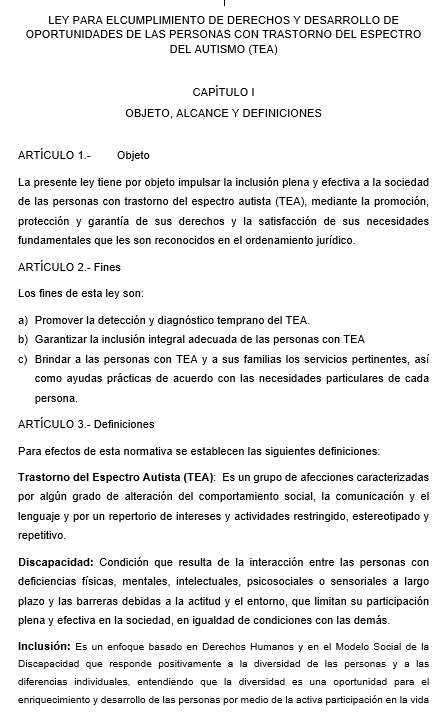 LEY PARA ELCUMPLIMIENTO DE DERECHOS Y DESARROLLO DE
OPORTUNIDADES DE LAS PERSONAS CON TRASTORNO DEL ESPECTRO
DEL AUTISMO (TEA)
CAPÍTULO I
OBJETO, ALCANCE Y DEFINICIONES
ARTÍCULO 1.- Objeto
La presente ley tiene por objeto impulsar la inclusión plena y efectiva a la sociedad
de las personas con trastorno del espectro autista (TEA), mediante la promoción,
protección y garantía de sus derechos y la satisfacción de sus necesidades
fundamentales que les son reconocidos en el ordenamiento jurídico.
ARTÍCULO 2.- Fines
Los fines de esta ley son:
a) Promover la detección y diagnóstico temprano del TEA.
b) Garantizar la inclusión integral adecuada de las personas con TEA
c) Brindar a las personas con TEA y a sus familias los servicios pertinentes, así
como ayudas prácticas de acuerdo con las necesidades particulares de cada
persona.
ARTÍCULO 3.- Definiciones
Para efectos de esta normativa se establecen las siguientes definiciones:
Trastorno del Espectro Autista (TEA): Es un grupo de afecciones caracterizadas
por algún grado de alteración del comportamiento social, la comunicación y el
lenguaje y por un repertorio de intereses y actividades restringido, estereotipado y
repetitivo.
Discapacidad: Condición que resulta de la interacción entre las personas con
deficiencias físicas, mentales, intelectuales, psicosociales o sensoriales a largo
plazo y las barreras debidas a la actitud y el entorno, que limitan su participación
plena y efectiva en la sociedad, en igualdad de condiciones con las demás.
Inclusión: Es un enfoque basado en Derechos Humanos y en el Modelo Social de la
Discapacidad que responde positivamente a la diversidad de las personas y a las
diferencias individuales, entendiendo que la diversidad es una oportunidad para el
enriquecimiento y desarrollo de las personas por medio de la activa participación en la vida